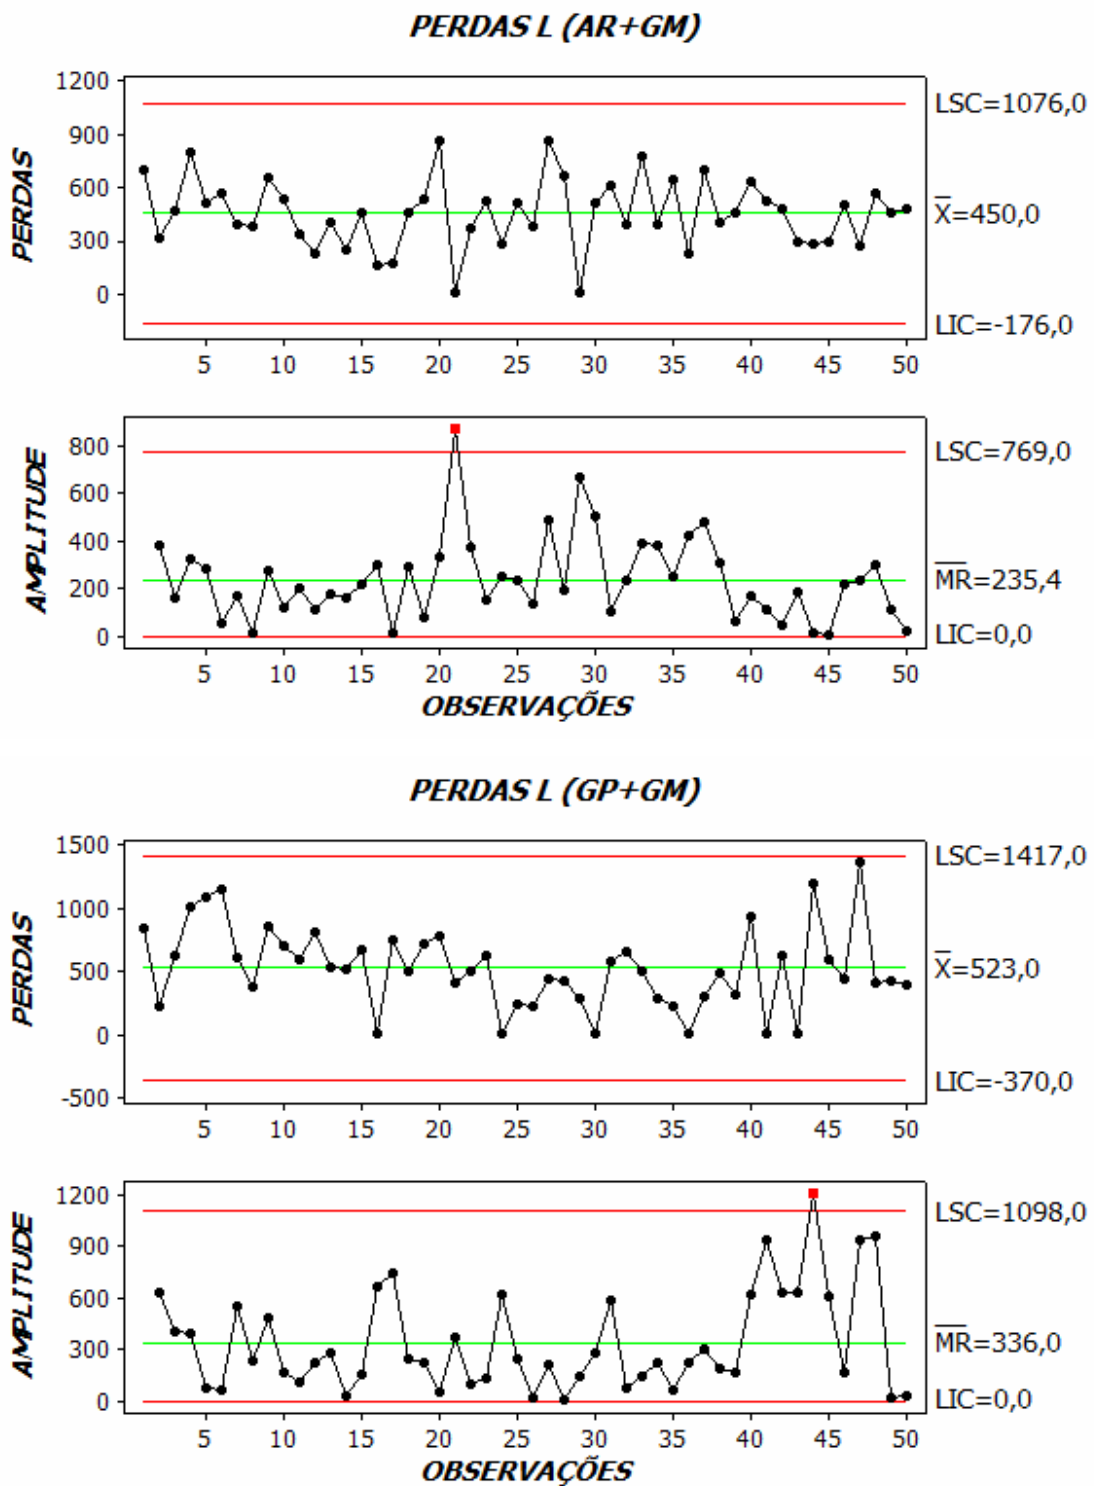 PERDAS L (AR+GM)
PERDAS
1200
900
600
300
0
LSC=1076,0
X̅=450,0
LIC=-176,0
5 10 15 20 25 30 35 40 45 50
AMPLITUDE
800
600
400
200
0
LSC=769,0
M̅R̅=235,4
LIC=0,0
5 10 15 20 25 30 35 40 45 50
OBSERVAÇÕES
PERDAS L (GP+GM)
PERDAS
1500
1000
500
0
-500
LSC=1417,0
X̅=523,0
LIC=-370,0
5 10 15 20 25 30 35 40 45 50
AMPLITUDE
1200
900
600
300
0
LSC=1098,0
M̅R̅=336,0
LIC=0,0
5 10 15 20 25 30 35 40 45 50
OBSERVAÇÕES